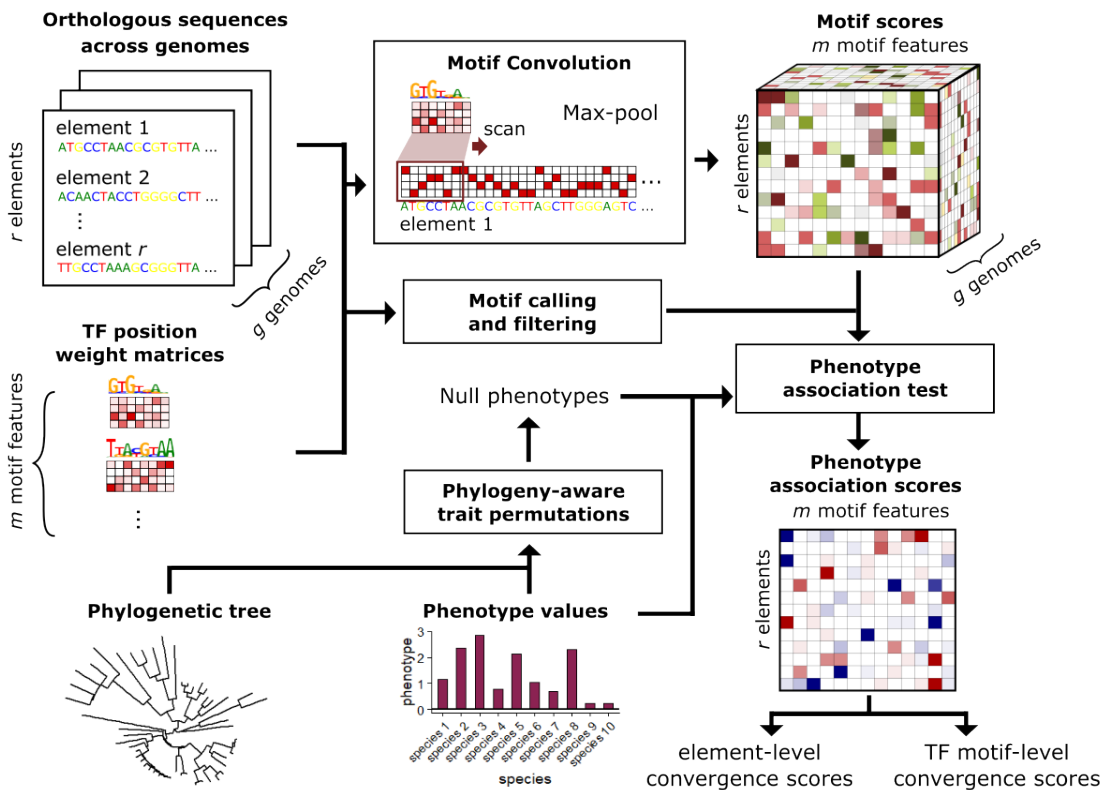 Orthologous sequences
across genomes
r elements
element 1
ATGCCTAACGCGTGTTA ...
element 2
ACAACTACCTGGGGCTT ...
⋮
element r
TTGCCTAAAGCGGGTTA ...
g genomes
TF position
weight matrices
m motif features
GTGTTA
TTACGTAA
⋮
Motif Convolution
GTGTTA
Max-pool
scan
...
ATGCCTAACGCGTGTTAGCTTGGGAGTC ...
element 1
Motif scores
m motif features
r elements
g genomes
Motif calling
and filtering
Phenotype
association test
Null phenotypes
Phylogeny-aware
trait permutations
Phylogenetic tree
Phenotype values
phenotype
3
2
1
0
species 1
species 2
species 3
species 4
species 5
species 6
species 7
species 8
species 9
species 10
species
Phenotype
association scores
m motif features
r elements
element-level
convergence scores
TF motif-level
convergence scores